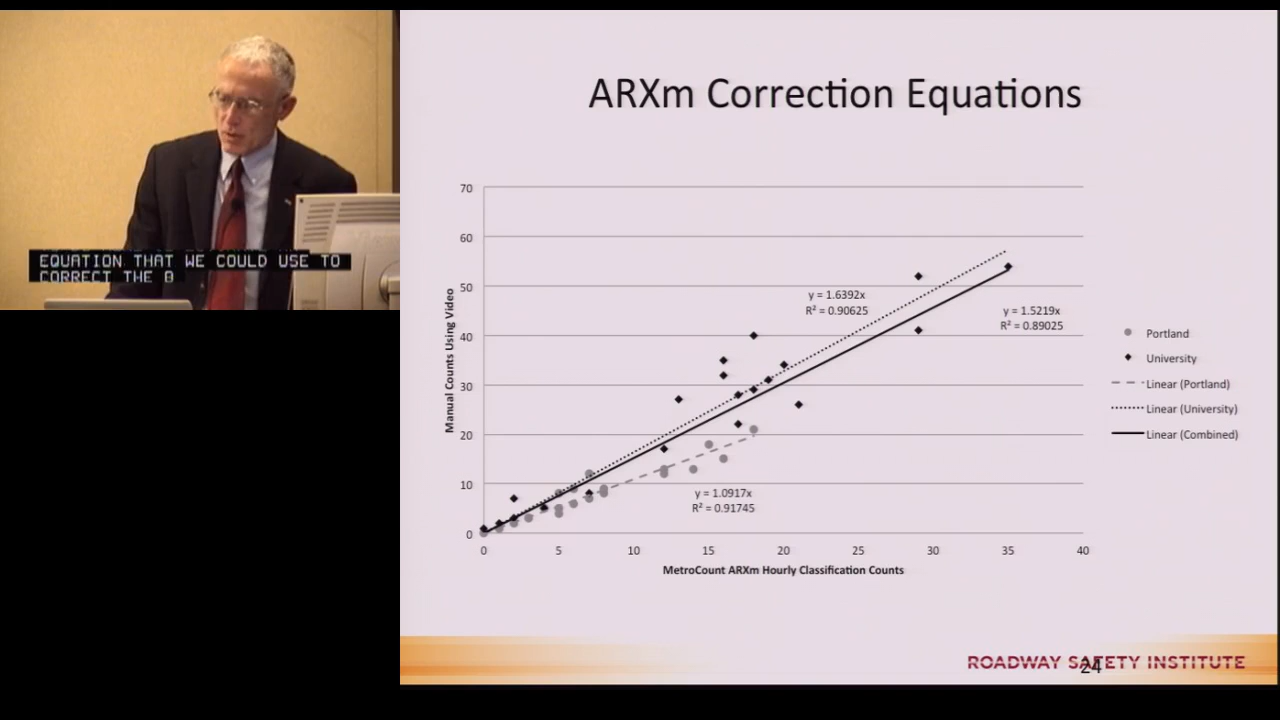 ARXm Correction Equations
EQUATION THAT WE COULD USE TO
CORRECT THE
70
60
50
40
30
20
10
0
0 5 10 15 20 25 30 35 40
Manual Counts Using Video
MetroCount ARXm Hourly Classification Counts
y = 1.6392x
R² = 0.90625
y = 1.5219x
R² = 0.89025
y = 1.0917x
R² = 0.91745
Portland
University
Linear (Portland)
Linear (University)
Linear (Combined)
ROADWAY SAFETY INSTITUTE
24